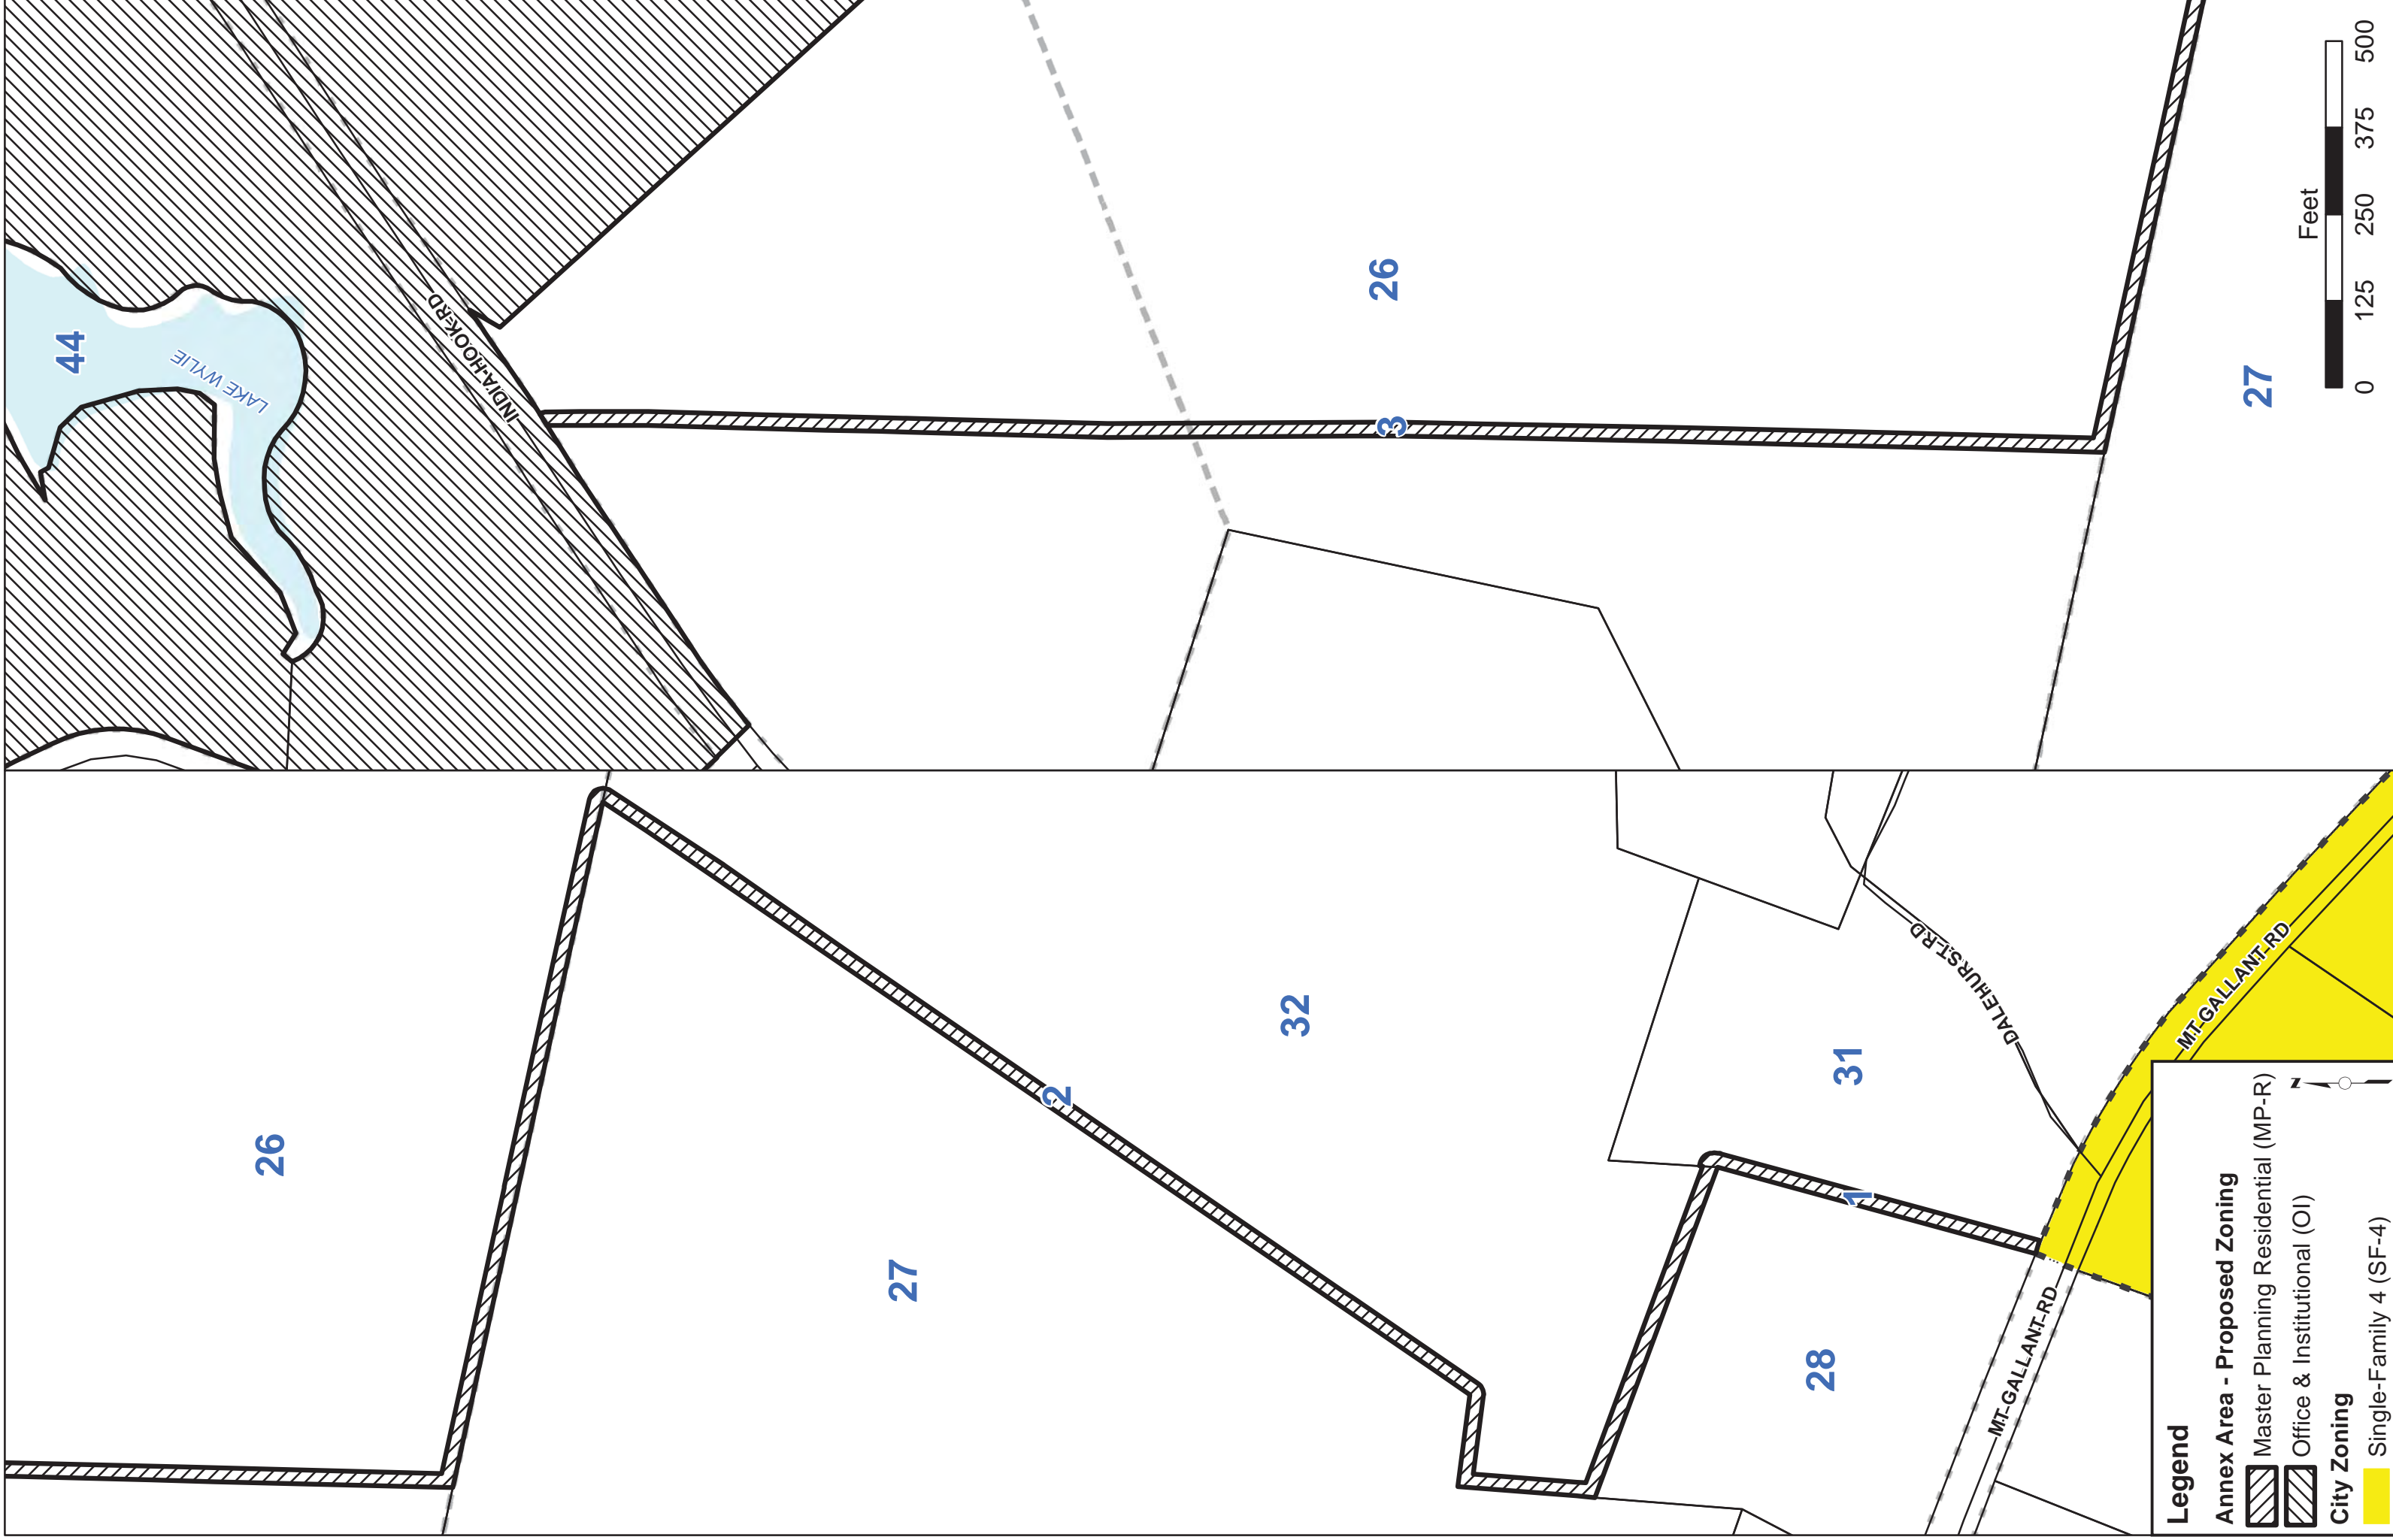 44
LAKE WYLIE
INDIA-HOOK-RD
26
3
27
Feet
0 125 250 375 500
26
2
32
27
31
DALEHURST-RD
1
28
MT-GALLANT-RD
MT-GALLANT-RD
Legend
Annex Area - Proposed Zoning
Master Planning Residential (MP-R)
Office & Institutional (OI)
City Zoning
Single-Family 4 (SF-4)
N